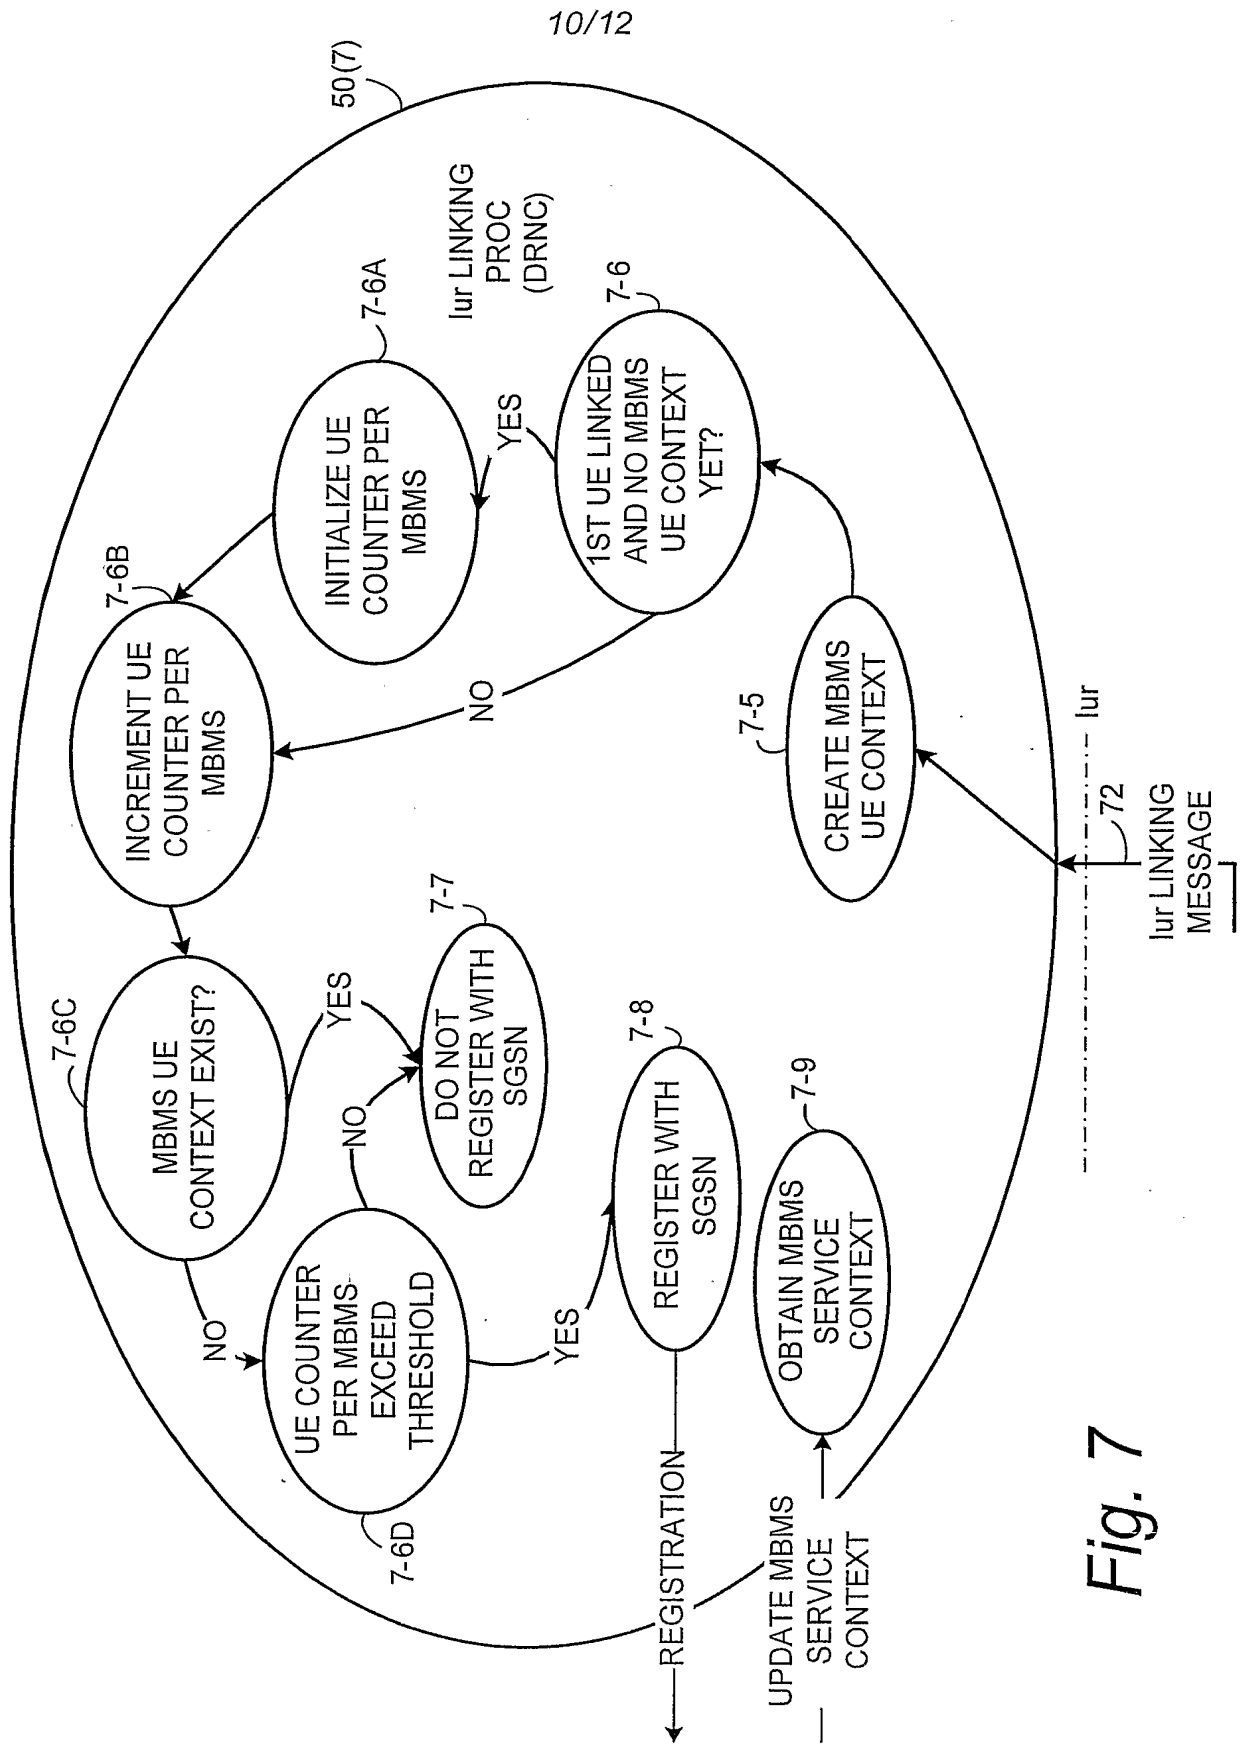 10/12
50(7)
Iur LINKING
PROC
(DRNC)
7-6A
INITIALIZE UE
COUNTER PER
MBMS
7-6B
INCREMENT UE
COUNTER PER
MBMS
7-6
1ST UE LINKED
AND NO MBMS
UE CONTEXT
YET?
YES
NO
7-5
CREATE MBMS
UE CONTEXT
Iur
72
Iur LINKING
MESSAGE
7-6C
MBMS UE
CONTEXT EXIST?
YES
NO
7-7
DO NOT
REGISTER WITH
SGSN
7-6D
UE COUNTER
PER MBMS
EXCEED
THRESHOLD
NO
YES
7-8
REGISTER WITH
SGSN
REGISTRATION
7-9
OBTAIN MBMS
SERVICE
CONTEXT
UPDATE MBMS
SERVICE
CONTEXT
Fig. 7